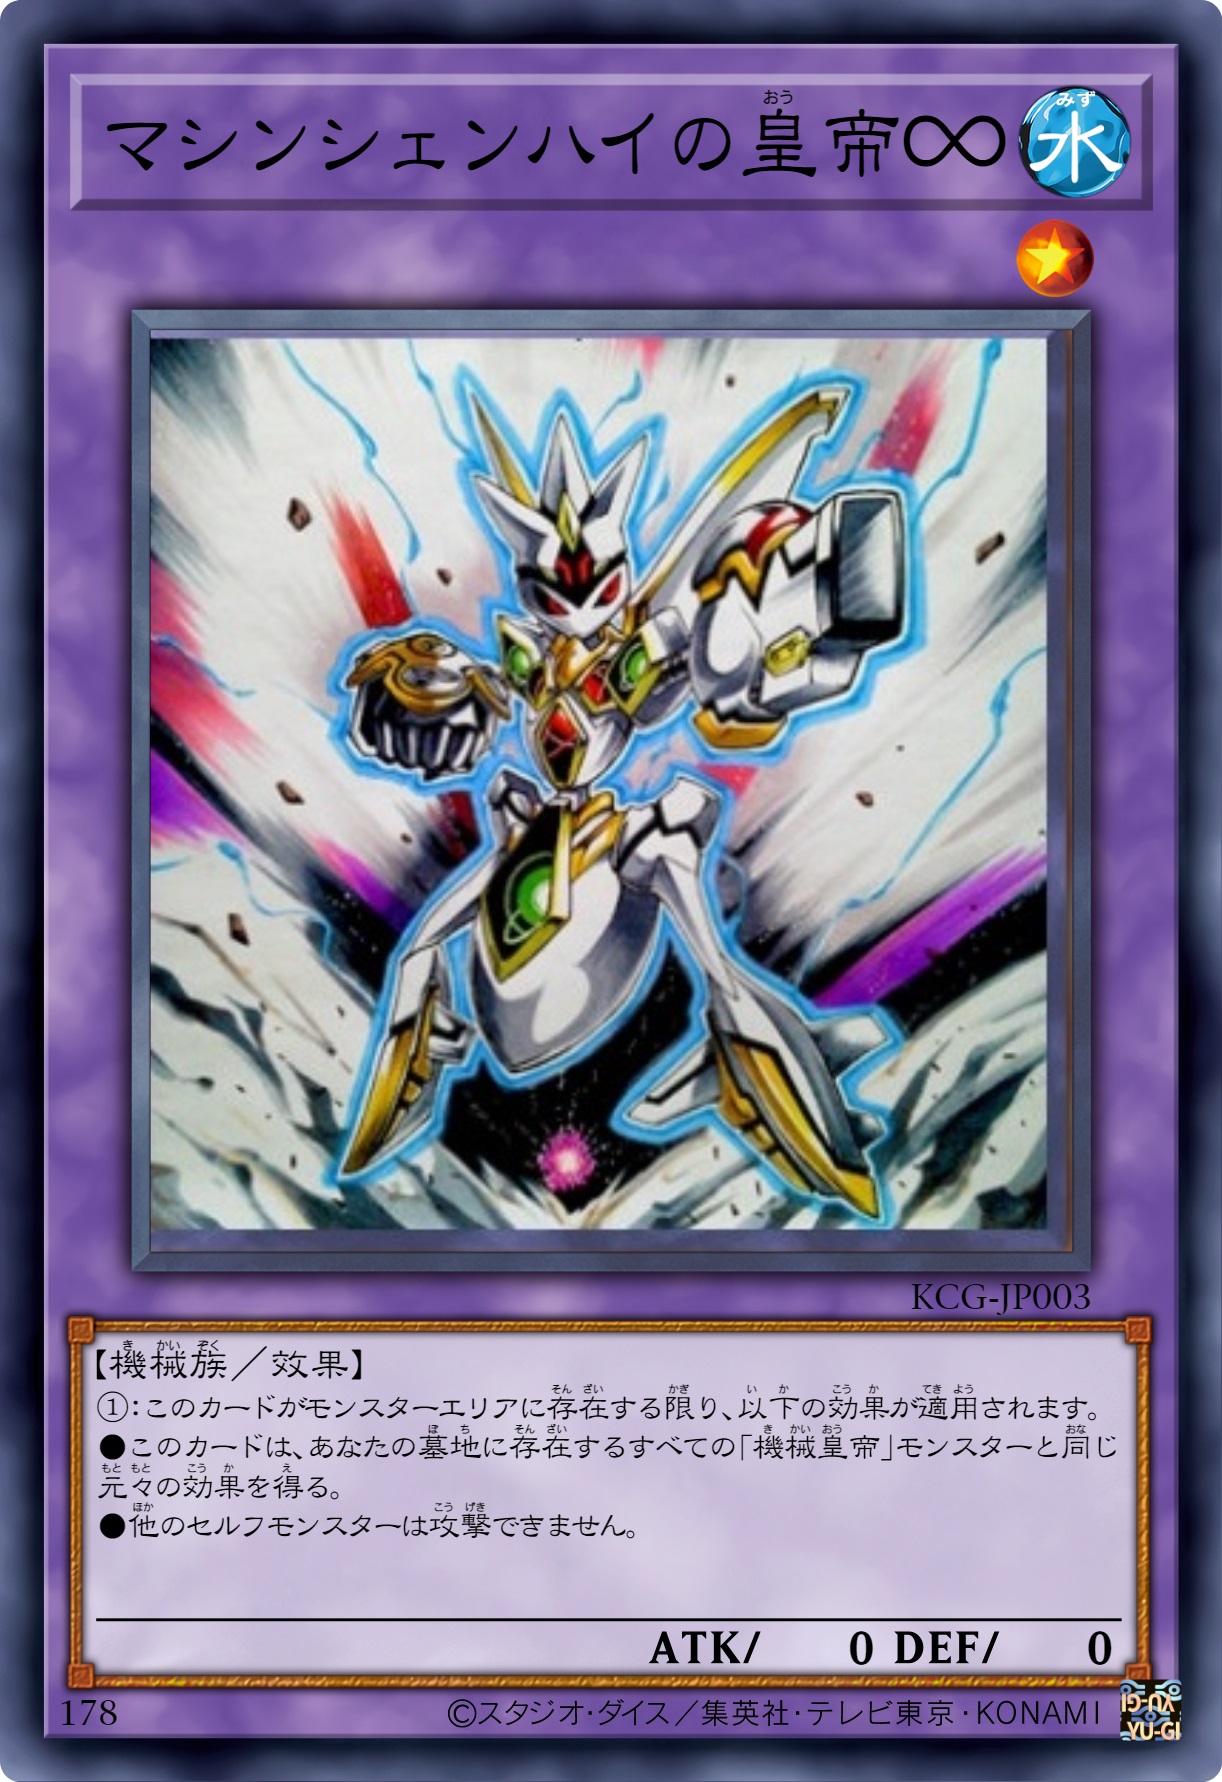 マシンシェンハイの皇帝∞
水
KCG-JP003
【機械族／効果】
①：このカードがモンスターエリアに存在する限り、以下の効果が適用されます。
●このカードは、あなたの墓地に存在するすべての「機械皇帝」モンスターと同じ
元々の効果を得る。
●他のセルフモンスターは攻撃できません。
ATK/ 0 DEF/ 0
178 ©スタジオ・ダイス／集英社・テレビ東京・KONAMI
YU-GI
YU-GI